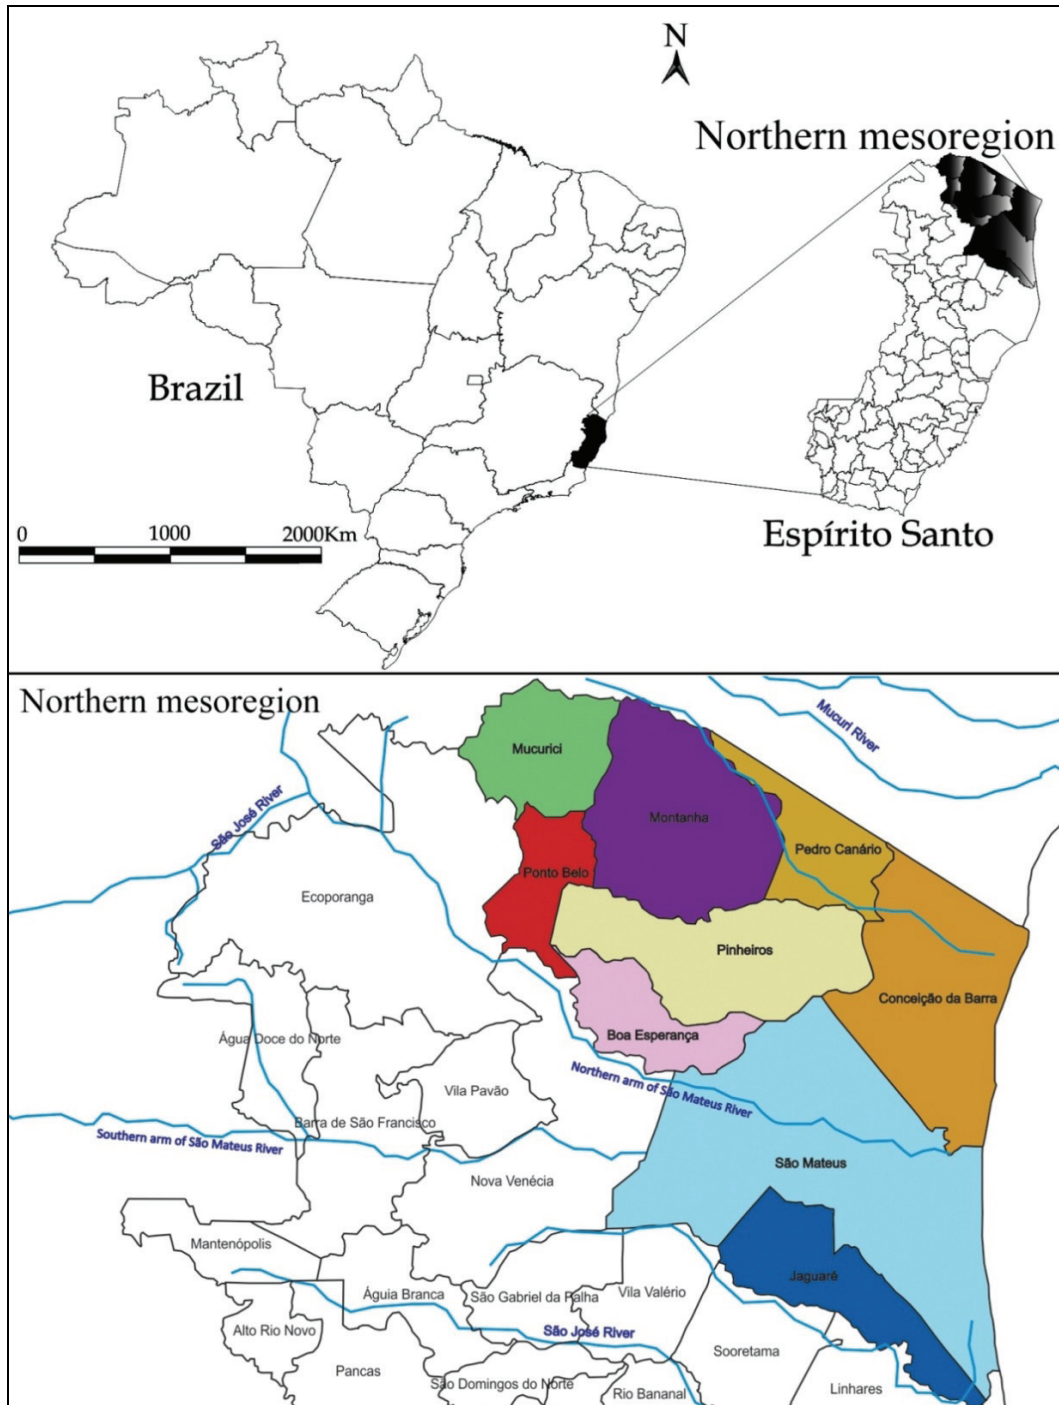 N
Northern mesoregion
Brazil
0 1000 2000Km
Espírito Santo
Northern mesoregion
Mucurici
Mucuri River
São José River
Montanha
Pedro Canário
Ponto Belo
Ecoporanga
Pinheiros
Conceição da Barra
Água Doce do Norte
Boa Esperança
Northern arm of São Mateus River
Vila Pavão
Barra de São Francisco
Southern arm of São Mateus River
São Mateus
Nova Venécia
Mantenópolis
Jaguaré
Águia Branca
São Gabriel da Palha
Vila Valério
Alto Rio Novo
São José River
Sooretama
Pancas
São Domingos do Norte
Rio Bananal
Linhares